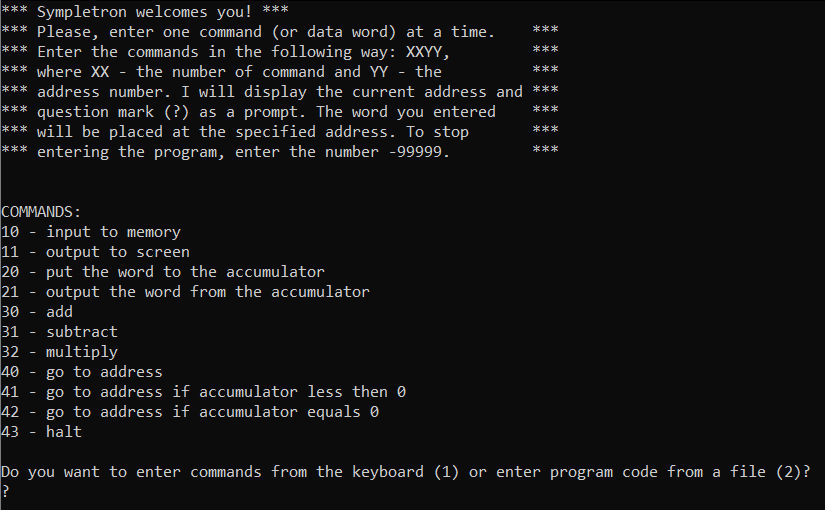 *** Sympletron welcomes you! ***
*** Please, enter one command (or data word) at a time.    ***
*** Enter the commands in the following way: XXYY,         ***
*** where XX - the number of command and YY - the          ***
*** address number. I will display the current address and ***
*** question mark (?) as a prompt. The word you entered    ***
*** will be placed at the specified address. To stop       ***
*** entering the program, enter the number -99999.         ***
COMMANDS:
10 - input to memory
11 - output to screen
20 - put the word to the accumulator
21 - output the word from the accumulator
30 - add
31 - subtract
32 - multiply
40 - go to address
41 - go to address if accumulator less then 0
42 - go to address if accumulator equals 0
43 - halt
Do you want to enter commands from the keyboard (1) or enter program code from a file (2)?
?